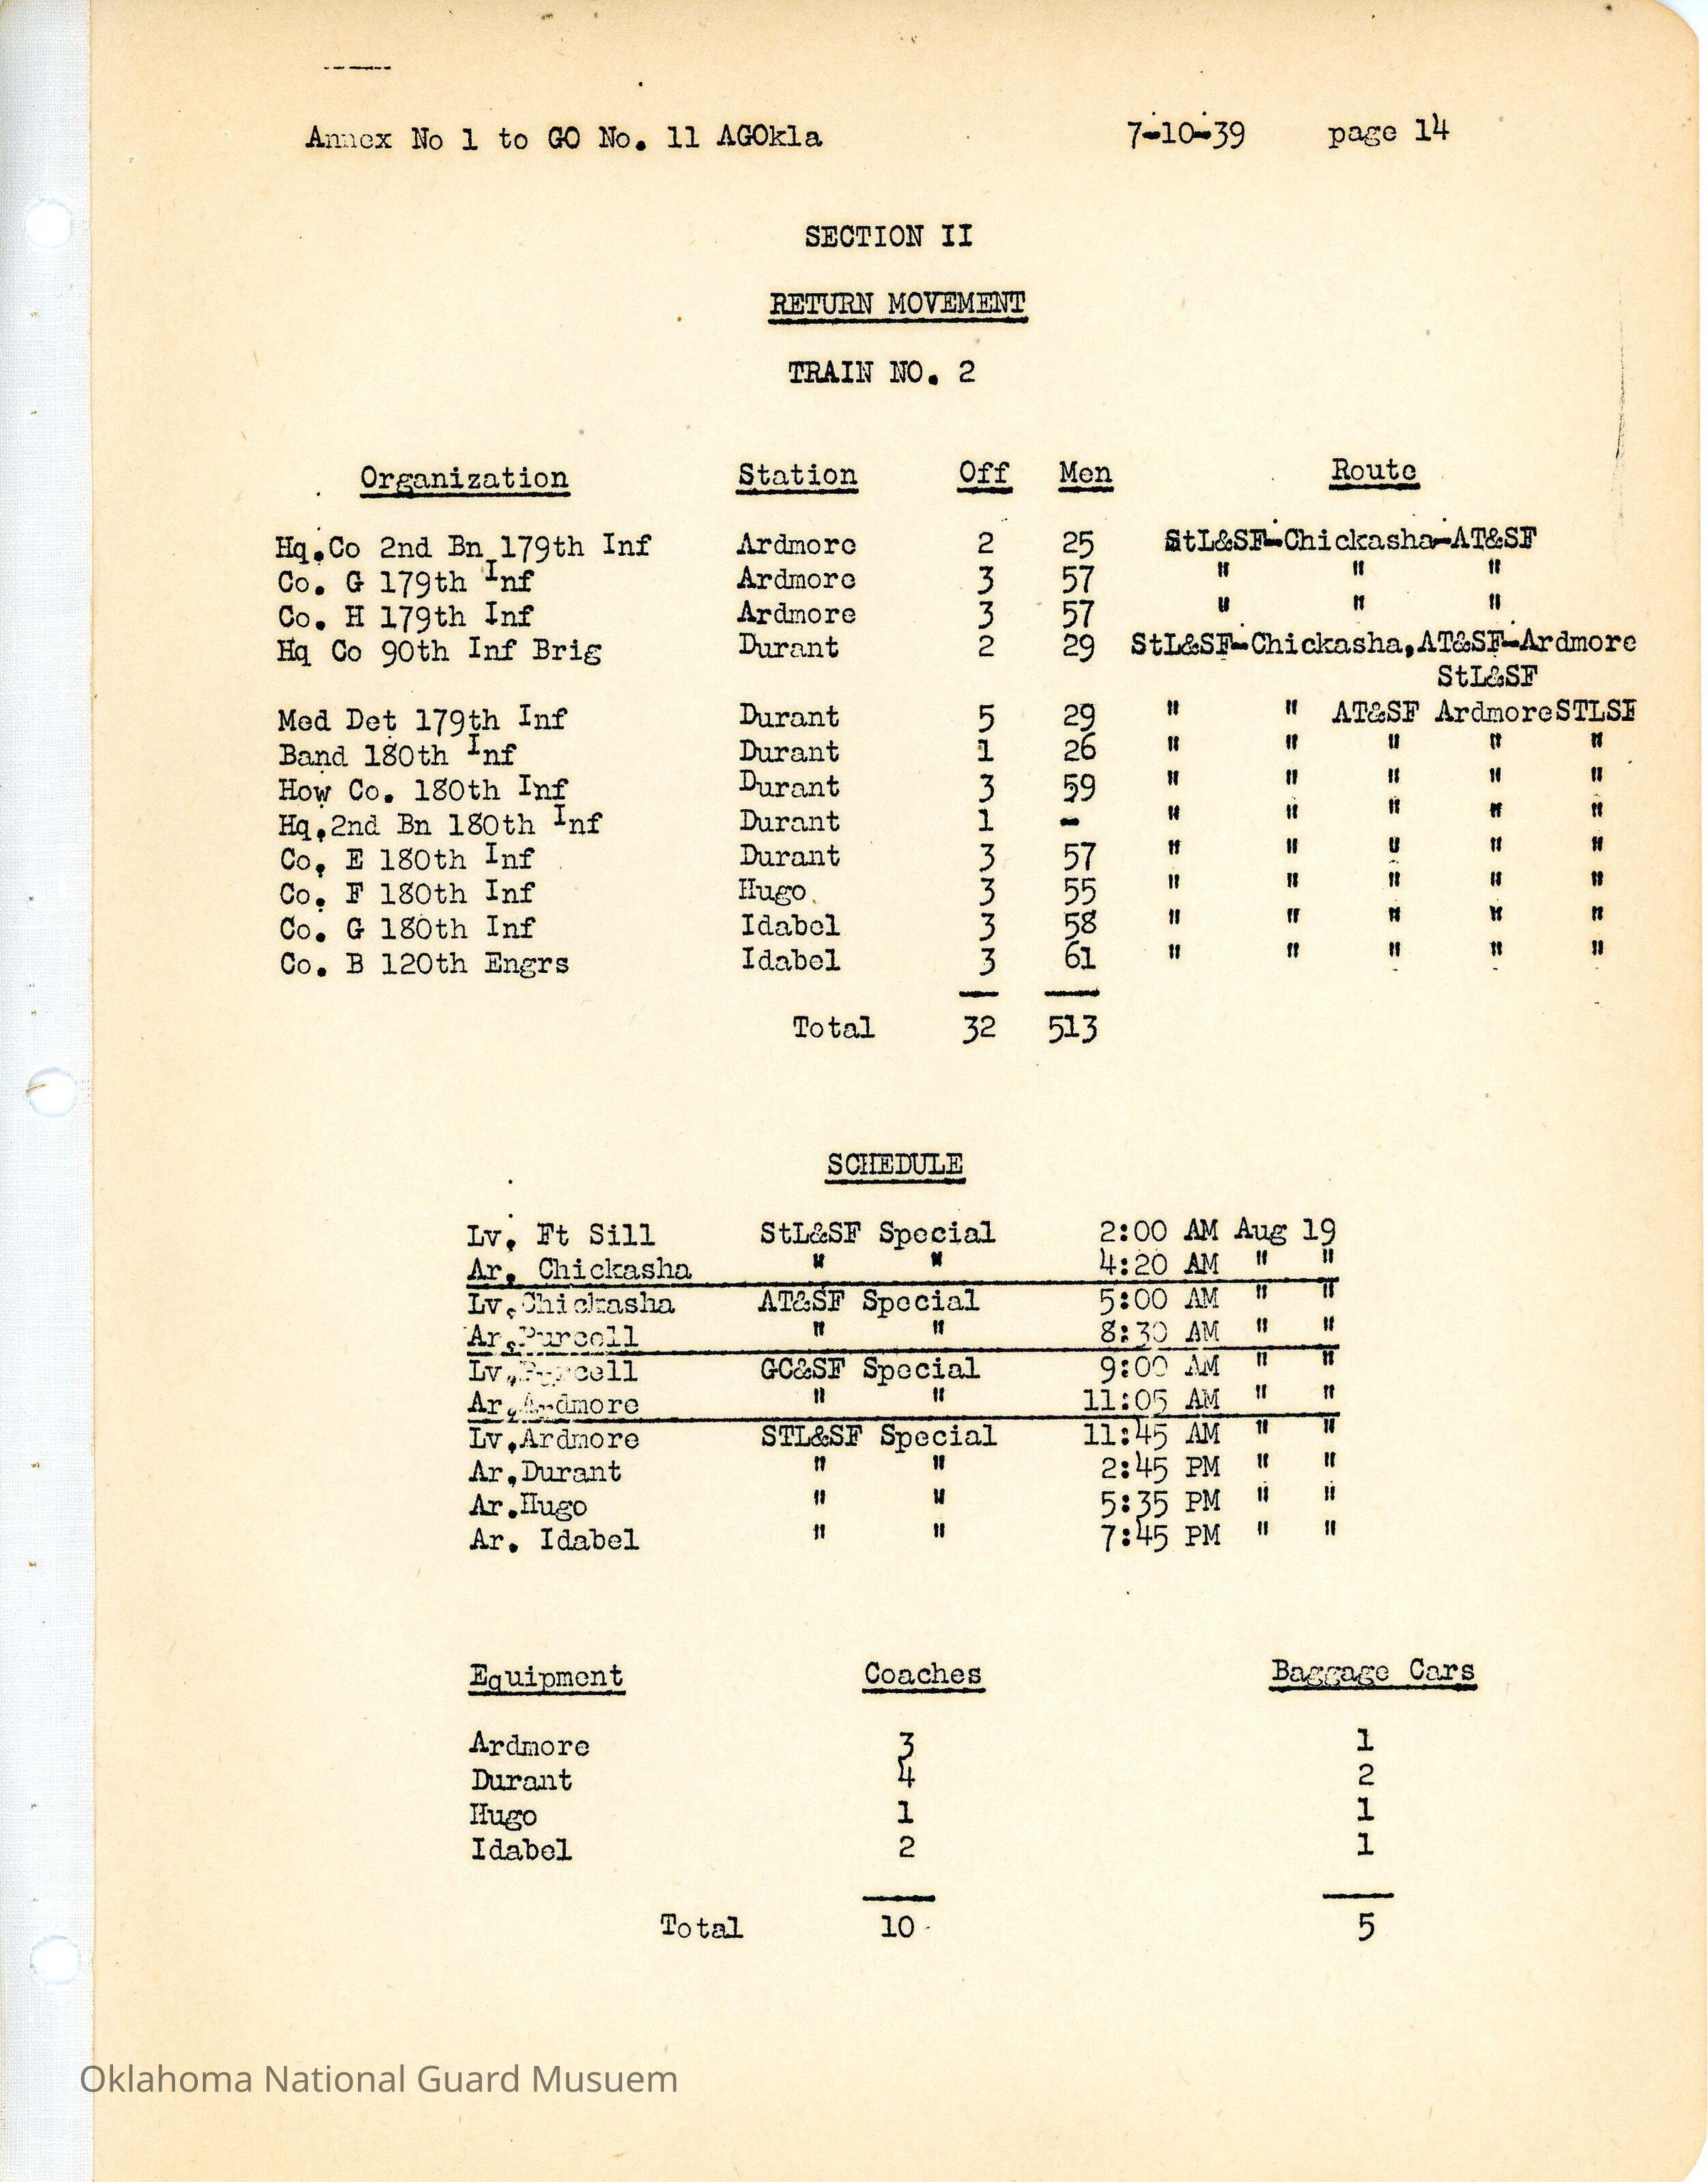 Annex No 1 to GO No. 11 AGOkla 7-10-39 page 14
SECTION II
RETURN MOVEMENT
TRAIN NO. 2
Organization Station Off Men Route
Hq.Co 2nd Bn 179th Inf Ardmore 2 25 StL&SF-Chickasha-AT&SF
Co. G 179th Inf Ardmore 3 57 " " "
Co. H 179th Inf Ardmore 3 57 " " "
Hq Co 90th Inf Brig Durant 2 29 StL&SF-Chickasha,AT&SF-Ardmore
StL&SF
Med Det 179th Inf Durant 5 29 " " AT&SF ArdmoreSTLSF
Band 180th Inf Durant 1 26 " " " " "
How Co. 180th Inf Durant 3 59 " " " " "
Hq.2nd Bn 180th Inf Durant 1 - " " " " "
Co. E 180th Inf Durant 3 57 " " " " "
Co. F 180th Inf Hugo 3 55 " " " " "
Co. G 180th Inf Idabel 3 58 " " " " "
Co. B 120th Engrs Idabel 3 61 " " " " "
Total 32 513
SCHEDULE
Lv. Ft Sill StL&SF Special 2:00 AM Aug 19
Ar. Chickasha " " 4:20 AM " "
Lv.Chickasha AT&SF Special 5:00 AM " "
Ar.Purcell " " 8:30 AM " "
Lv.Purcell GC&SF Special 9:00 AM " "
Ar.Ardmore " " 11:05 AM " "
Lv.Ardmore STL&SF Special 11:45 AM " "
Ar.Durant " " 2:45 PM " "
Ar.Hugo " " 5:35 PM " "
Ar. Idabel " " 7:45 PM " "
Equipment Coaches Baggage Cars
Ardmore 3 1
Durant 4 2
Hugo 1 1
Idabel 2 1
Total 10 5
Oklahoma National Guard Musuem